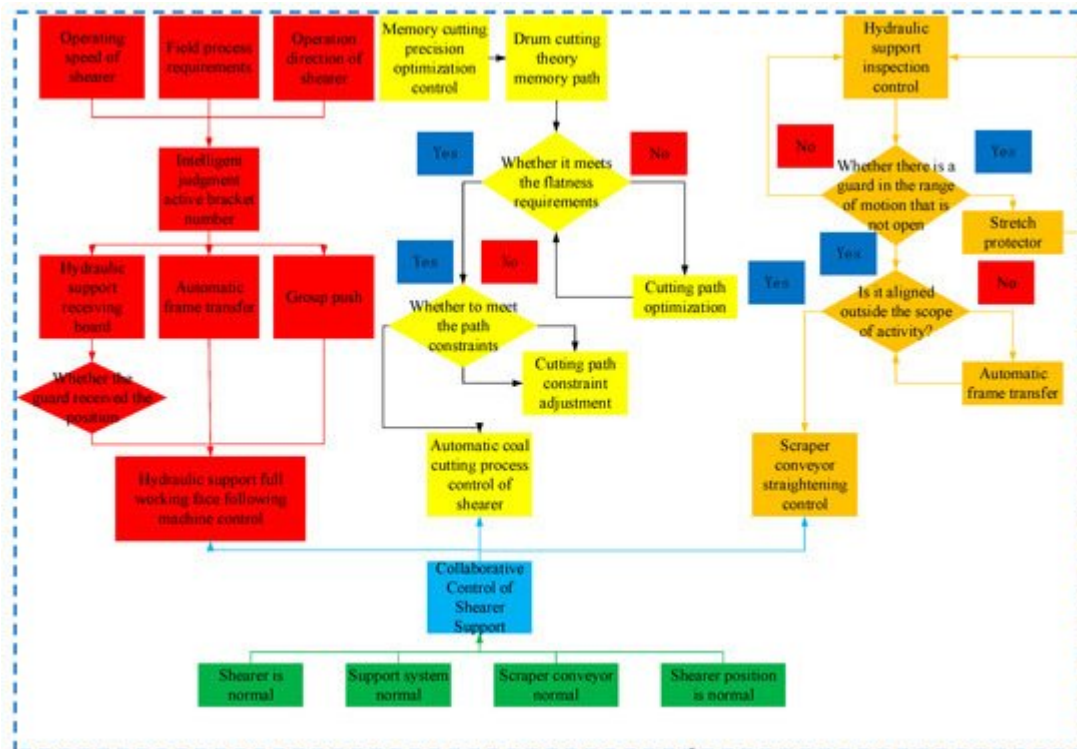 Operating
speed of
shearer
Field process
requirements
Operation
direction of
shearer
Memory cutting
precision
optimization
control
Drum cutting
theory
memory path
Hydraulic
support
inspection
control
Intelligent
judgment
active bracket
number
Yes
Whether it meets
the flatness
requirements
No
No
Whether there is a
guard in the range
of motion that is
not open
Yes
Stretch
protector
Hydraulic
support
receiving
board
Automatic
frame transfer
Group push
Yes
No
Whether to meet
the path
constraints
Cutting path
optimization
Yes
Yes
Is it aligned
outside the scope
of activity?
No
Whether the
guard received the
position
Cutting path
constraint
adjustment
Automatic
frame transfer
Hydraulic support full
working face following
machine control
Automatic coal
cutting process
control of
shearer
Scraper
conveyor
straightening
control
Collaborative
Control of
Shearer
Support
Shearer is
normal
Support system
normal
Scraper conveyor
normal
Shearer position
is normal